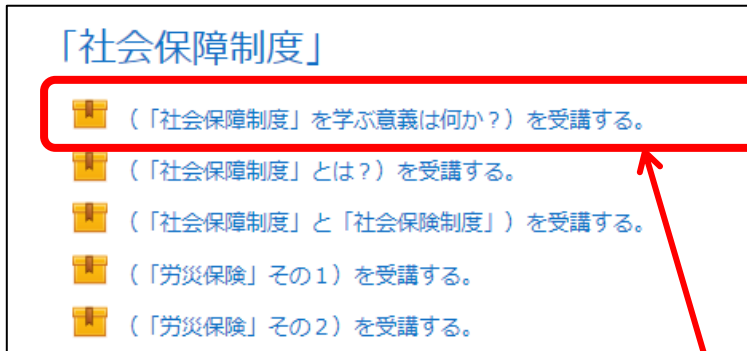 「社会保障制度」
（「社会保障制度」を学ぶ意義は何か？）を受講する。
（「社会保障制度」とは？）を受講する。
（「社会保障制度」と「社会保険制度」）を受講する。
（「労災保険」その１）を受講する。
（「労災保険」その２）を受講する。